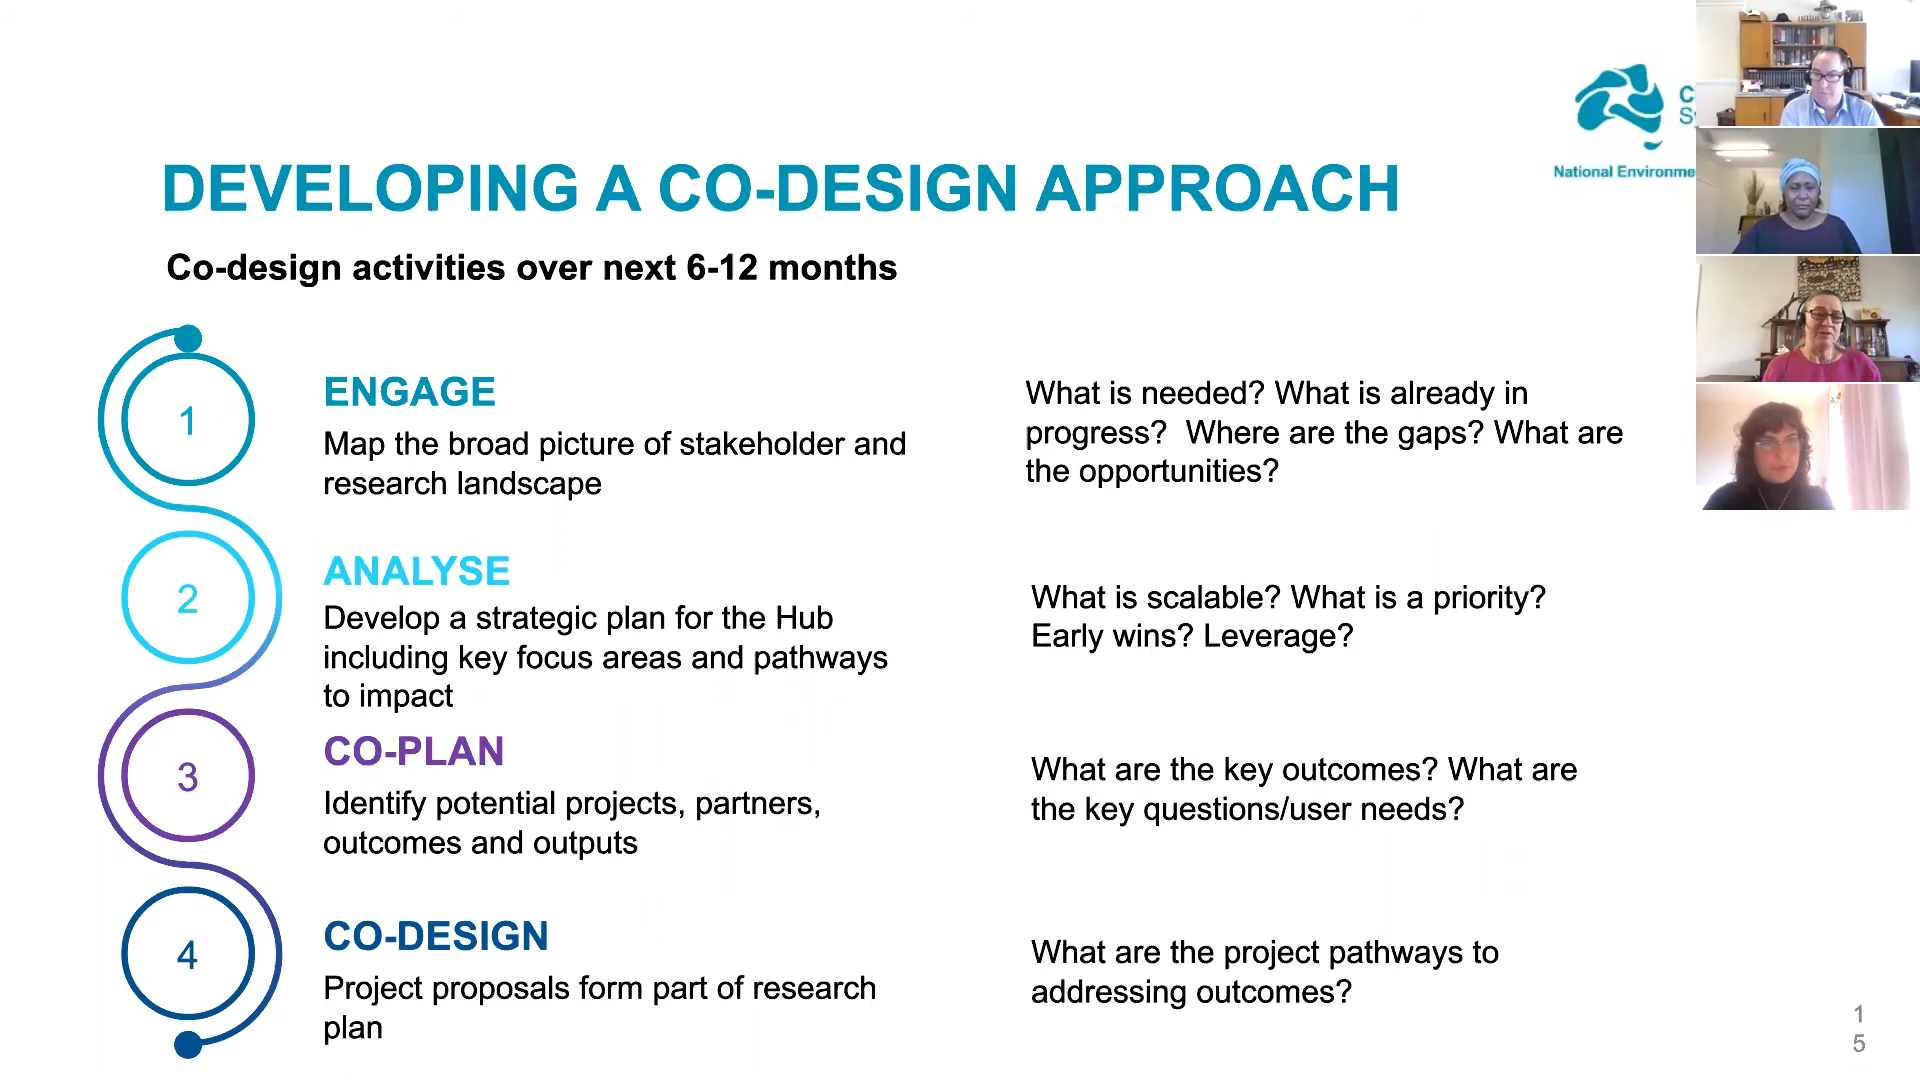 DEVELOPING A CO-DESIGN APPROACH
National
Co-design activities over next 6-12 months
1
ENGAGE
Map the broad picture of stakeholder and
research landscape
What is needed? What is already in
progress?  Where are the gaps? What are
the opportunities?
2
ANALYSE
Develop a strategic plan for the Hub
including key focus areas and pathways
to impact
What is scalable? What is a priority?
Early wins? Leverage?
3
CO-PLAN
Identify potential projects, partners,
outcomes and outputs
What are the key outcomes? What are
the key questions/user needs?
4
CO-DESIGN
Project proposals form part of research
plan
What are the project pathways to
addressing outcomes?
1
5